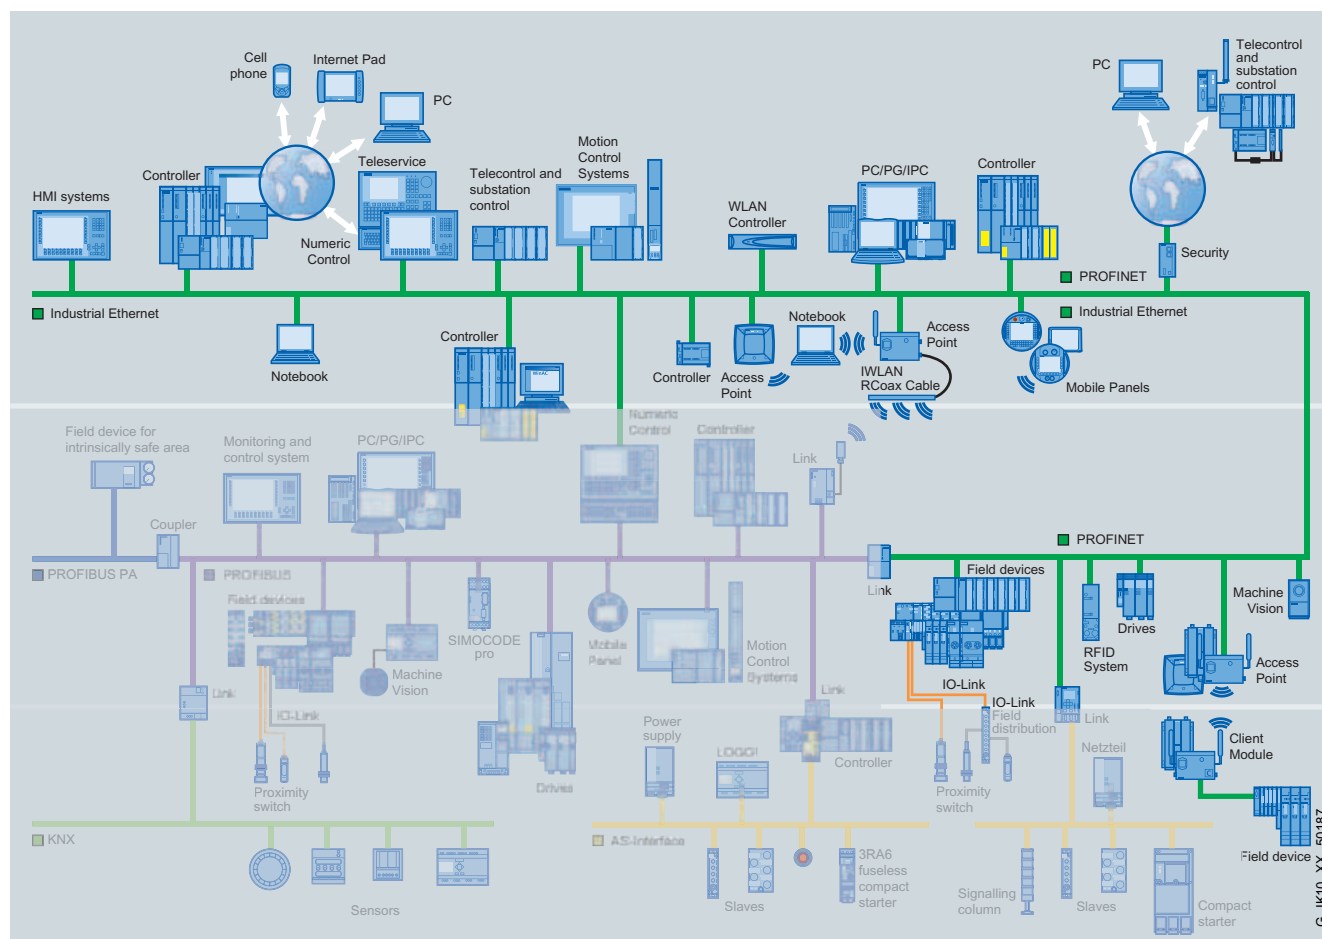 Cell
phone
Internet Pad
PC
PC
Telecontrol
and
substation
control
HMI systems
Controller
Teleservice
Numeric
Control
Telecontrol and
substation
control
Motion
Control
Systems
WLAN
Controller
PC/PG/IPC
Controller
Security
PROFINET
Industrial Ethernet
Industrial Ethernet
Notebook
Controller
WinAC
Controller
Access
Point
Notebook
Access
Point
IWLAN
RCoax Cable
Mobile Panels
Field device for
intrinsically safe area
Monitoring and
control system
PC/PG/IPC
Numeric
Control
Controller
Link
Coupler
PROFIBUS PA
PROFIBUS
Link
PROFINET
Field devices
Field devices
SIMOCODE
pro
Machine
Vision
Mobile
Panel
Motion
Control
Systems
RFID
System
Drives
Machine
Vision
Access
Point
Link
IO-Link
Link
IO-Link
IO-Link
Field
distribution
Link
Client
Module
Proximity
switch
Drives
Power
supply
LOGO!
Controller
Proximity
switch
Netzteil
KNX
AS-Interface
Field device
Sensors
Slaves
3RA6
fuseless
compact
starter
Signalling
column
Slaves
Compact
starter
G_IK10_XX_50187